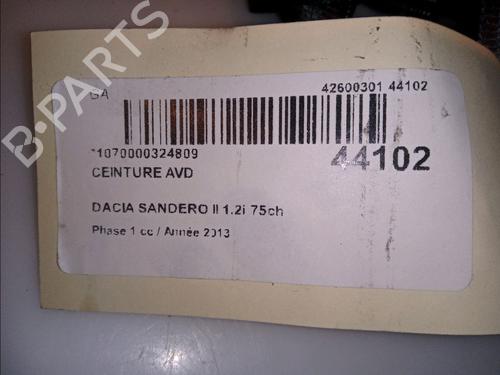 GA 42600301 44102
*1070000324809 44102
CEINTURE AVD
DACIA SANDERO II 1.2i 75ch
Phase 1 cc / Année 2013
B-PARTS